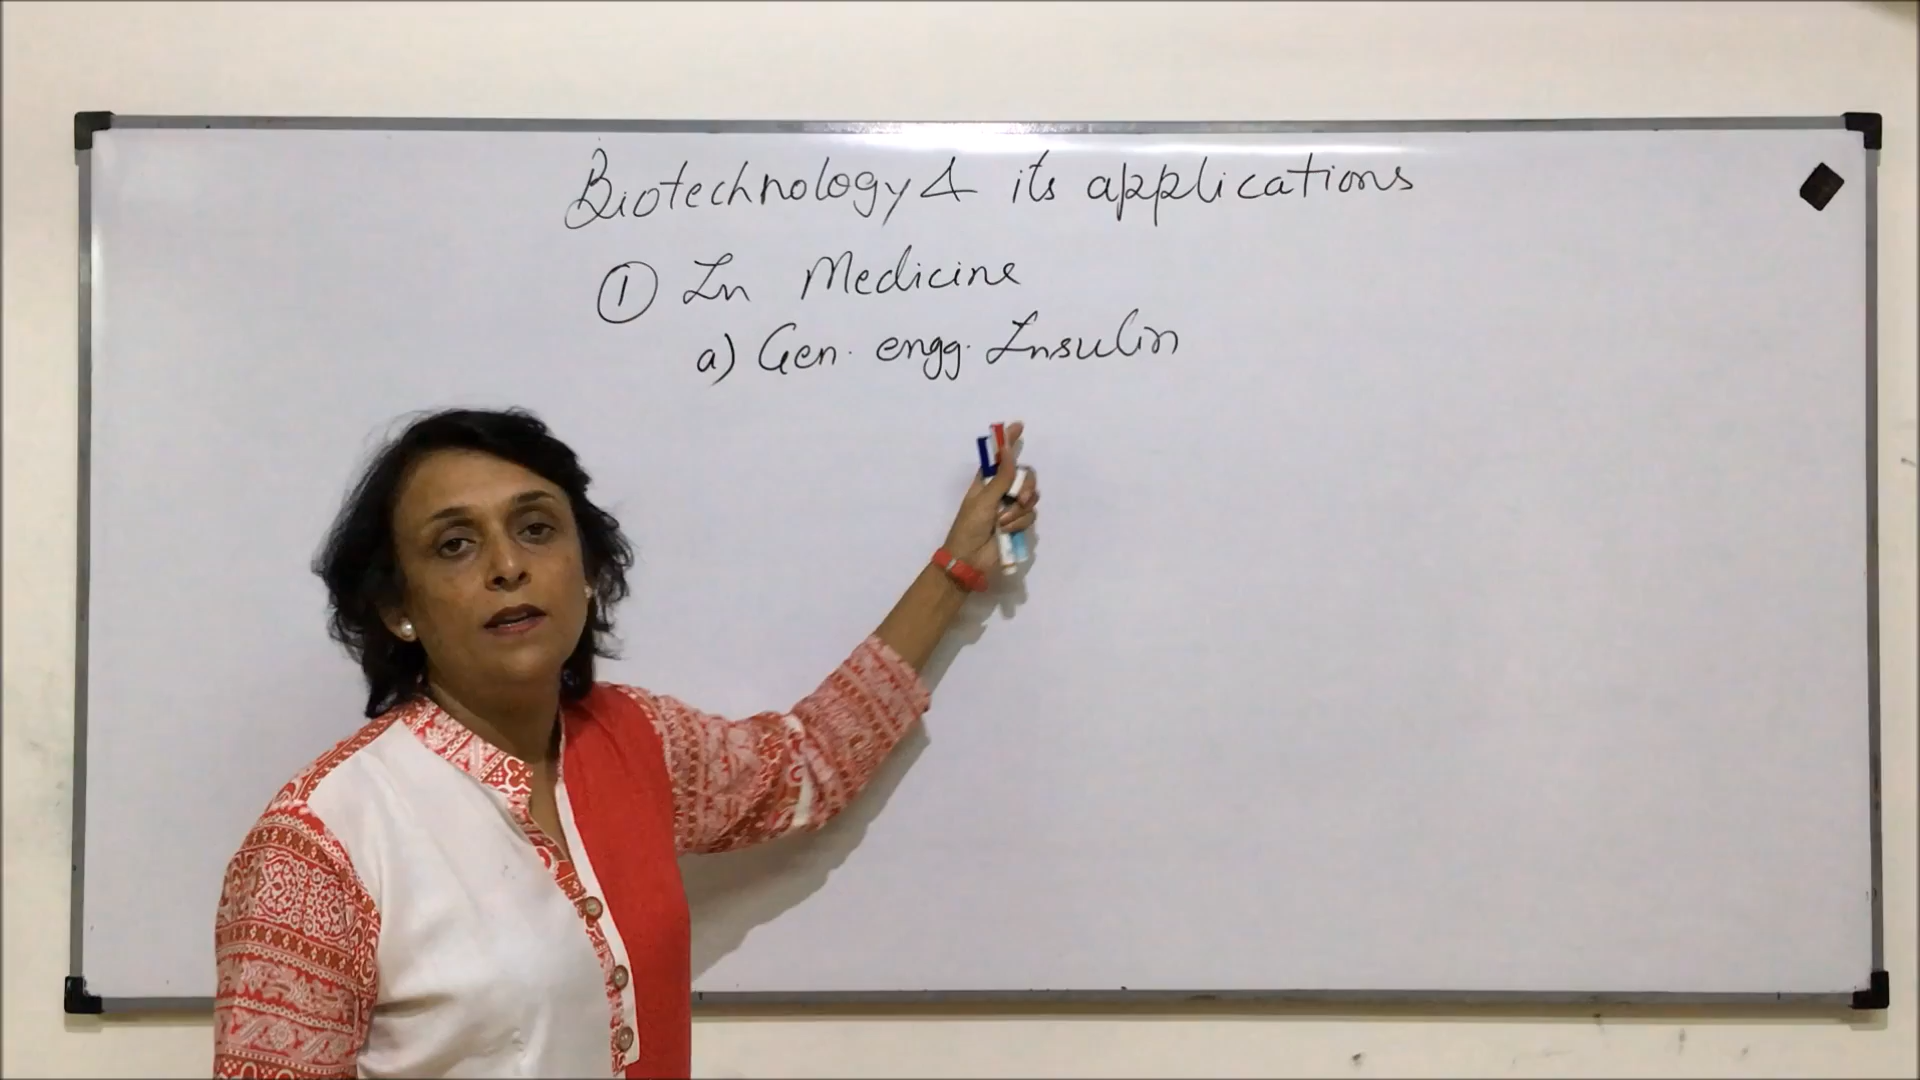 Biotechnology & its applications
① In Medicine
a) Gen. engg. Insulin